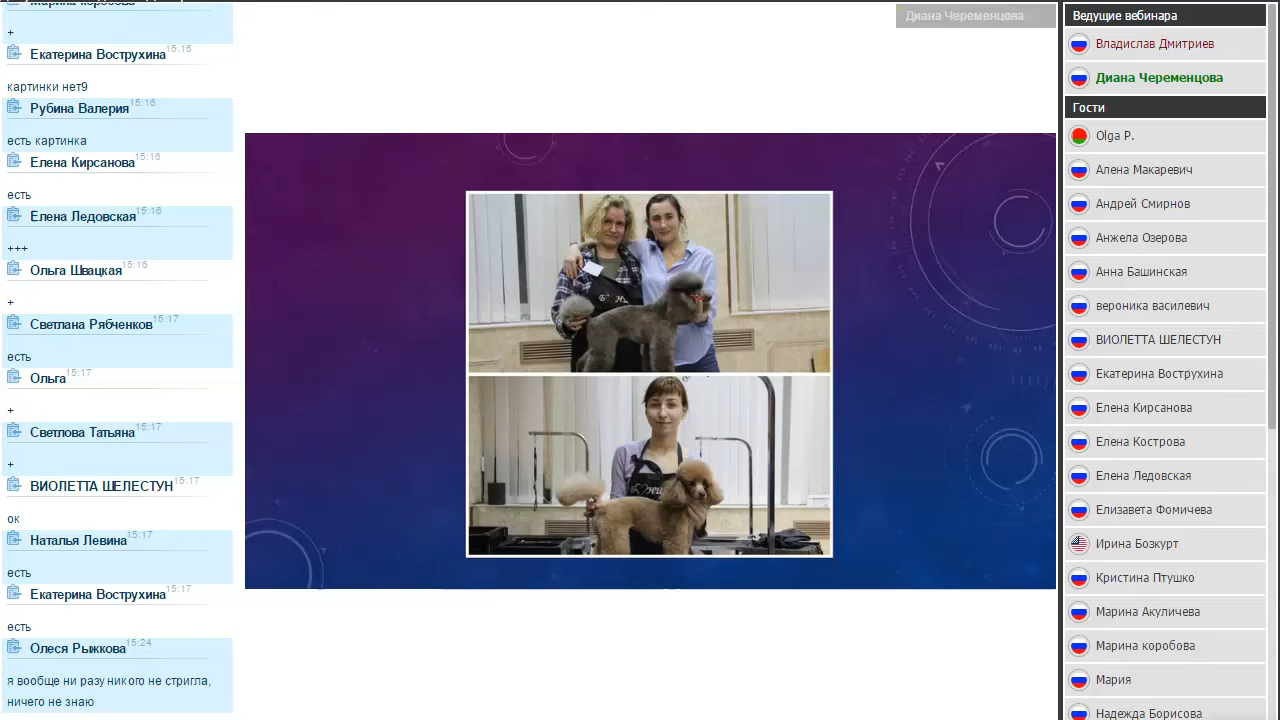 Марина коробова
+
Екатерина Вострухина 15:15
картинки нет9
Рубина Валерия 15:16
есть картинка
Елена Кирсанова 15:16
есть
Елена Ледовская 15:16
+++
Ольга Швацкая 15:16
+
Светлана Рябченков 15:17
есть
Ольга 15:17
+
Светлова Татьяна 15:17
+
ВИОЛЕТТА ШЕЛЕСТУН 15:17
ок
Наталья Левина 15:17
есть
Екатерина Вострухина 15:17
есть
Олеся Рыжкова 15:24
я вообще ни разу никого не стригла,
ничего не знаю
Диана Череменцова
Ведущие вебинара
Владислав Дмитриев
Диана Череменцова
Гости
Olga P.
Алена Макаревич
Андрей Смирнов
Анжела Озерова
Анна Башинская
вероника василевич
ВИОЛЕТТА ШЕЛЕСТУН
Екатерина Вострухина
Елена Кирсанова
Елена Кострова
Елена Ледовская
Елизавета Фомичева
Ирина Бозкурт
Кристина Птушко
Марина Акуличева
Марина коробова
Мария
Надежда Борисова